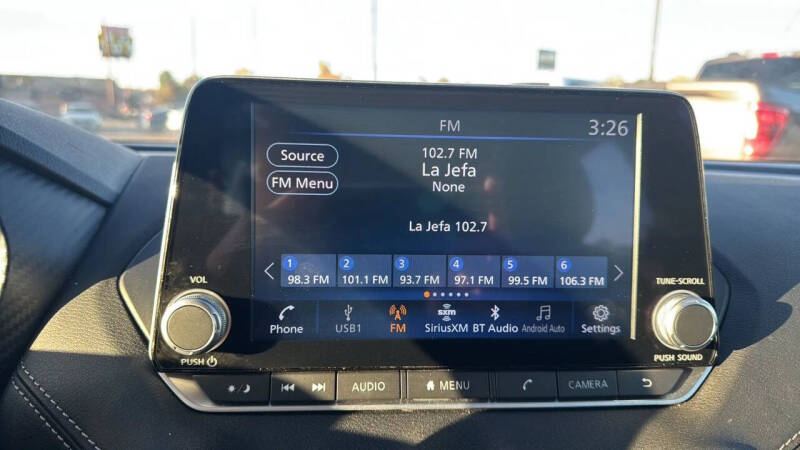 FM
3:26
Source
102.7 FM
La Jefa
FM Menu
None
La Jefa 102.7
1 2 3 4 5 6
98.3 FM 101.1 FM 93.7 FM 97.1 FM 99.5 FM 106.3 FM
Phone USB1 FM sxm SiriusXM BT Audio Android Auto Settings
VOL
TUNE·SCROLL
PUSH
PUSH SOUND
AUDIO MENU CAMERA